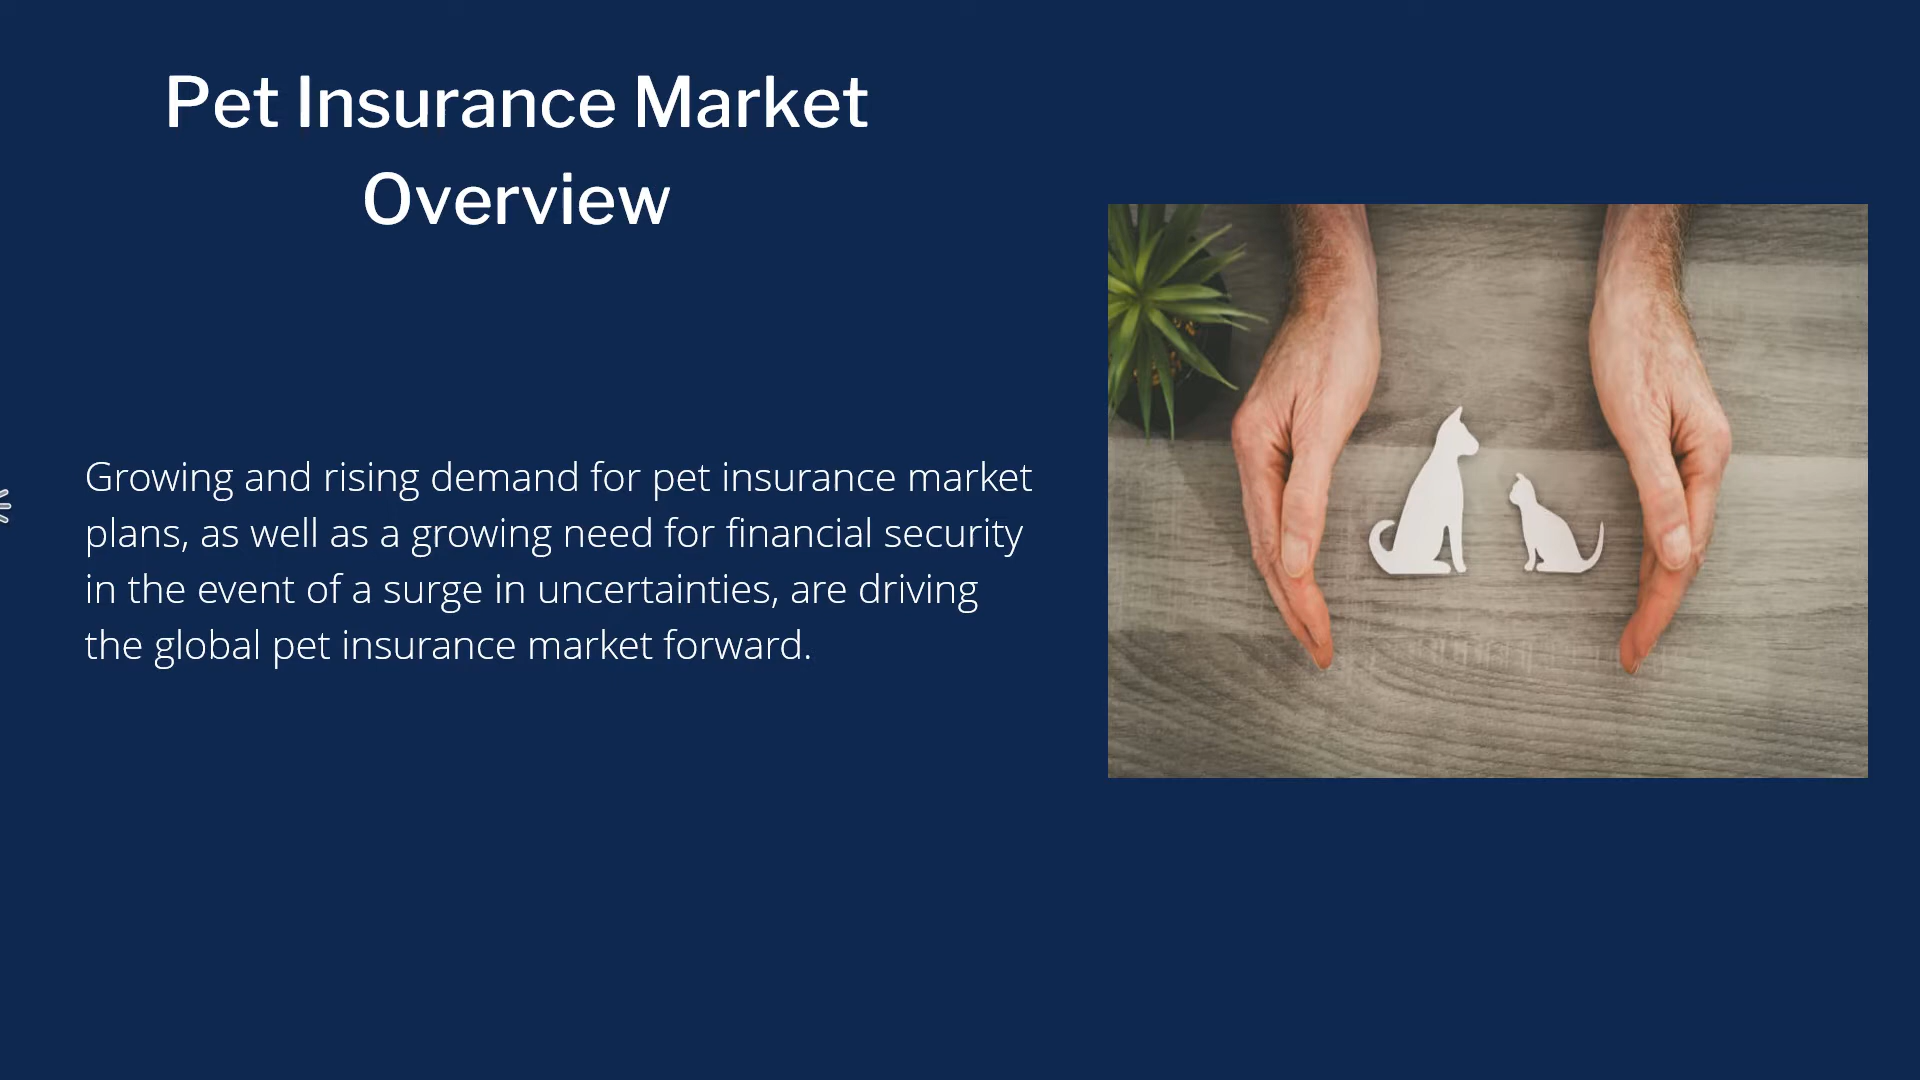 Pet Insurance Market
Overview
Growing and rising demand for pet insurance market
plans, as well as a growing need for financial security
in the event of a surge in uncertainties, are driving
the global pet insurance market forward.